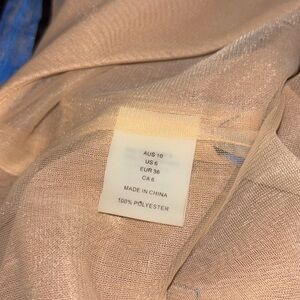 AUS 10
US 6
EUR 36
CA 6
MADE IN CHINA
100% POLYESTER